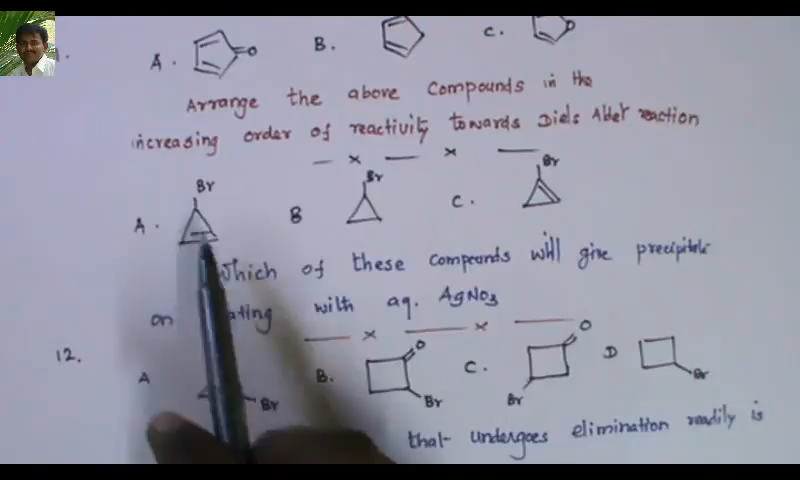 A. O B. C. O
Arrange the above compounds in the
increasing order of reactivity towards Diels Alder reaction
— x — x —
A. Br B Br C. Br
Which of these compounds will give precipitate
on with aq. AgNO3
— x — x —
12.
A Br B. O Br C. O Br D Br
that undergoes elimination readily is